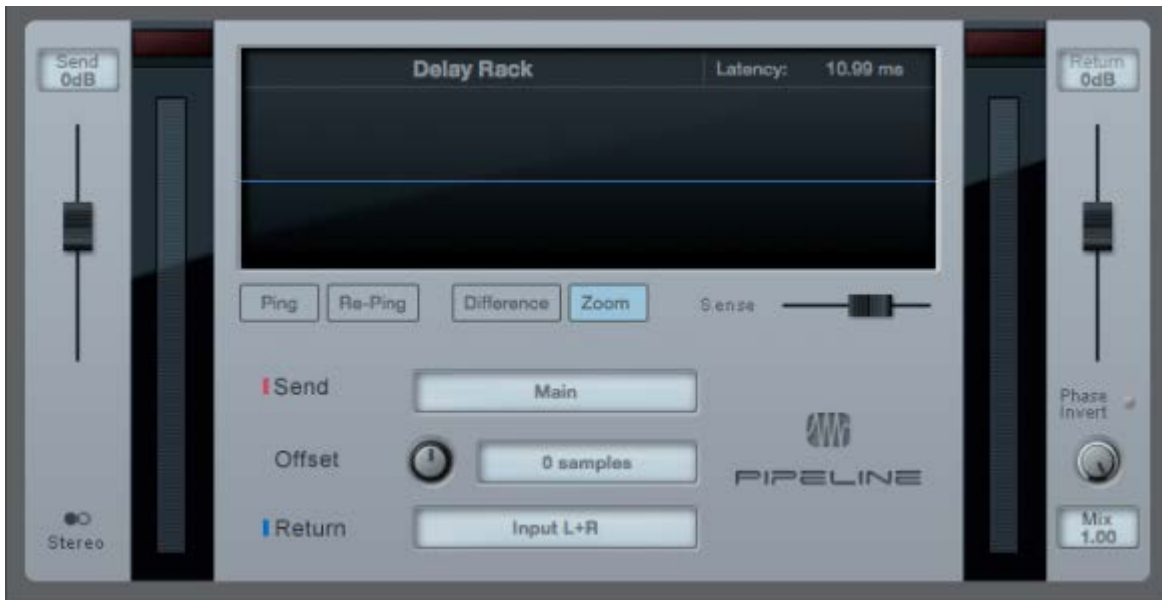 Send
0dB
Delay Rack
Latency: 10.99 ms
Return
0dB
Ping
Re-Ping
Difference
Zoom
Sense
Send
Main
Offset
0 samples
Return
Input L+R
PIPELINE
Stereo
Phase
Invert
Mix
1.00